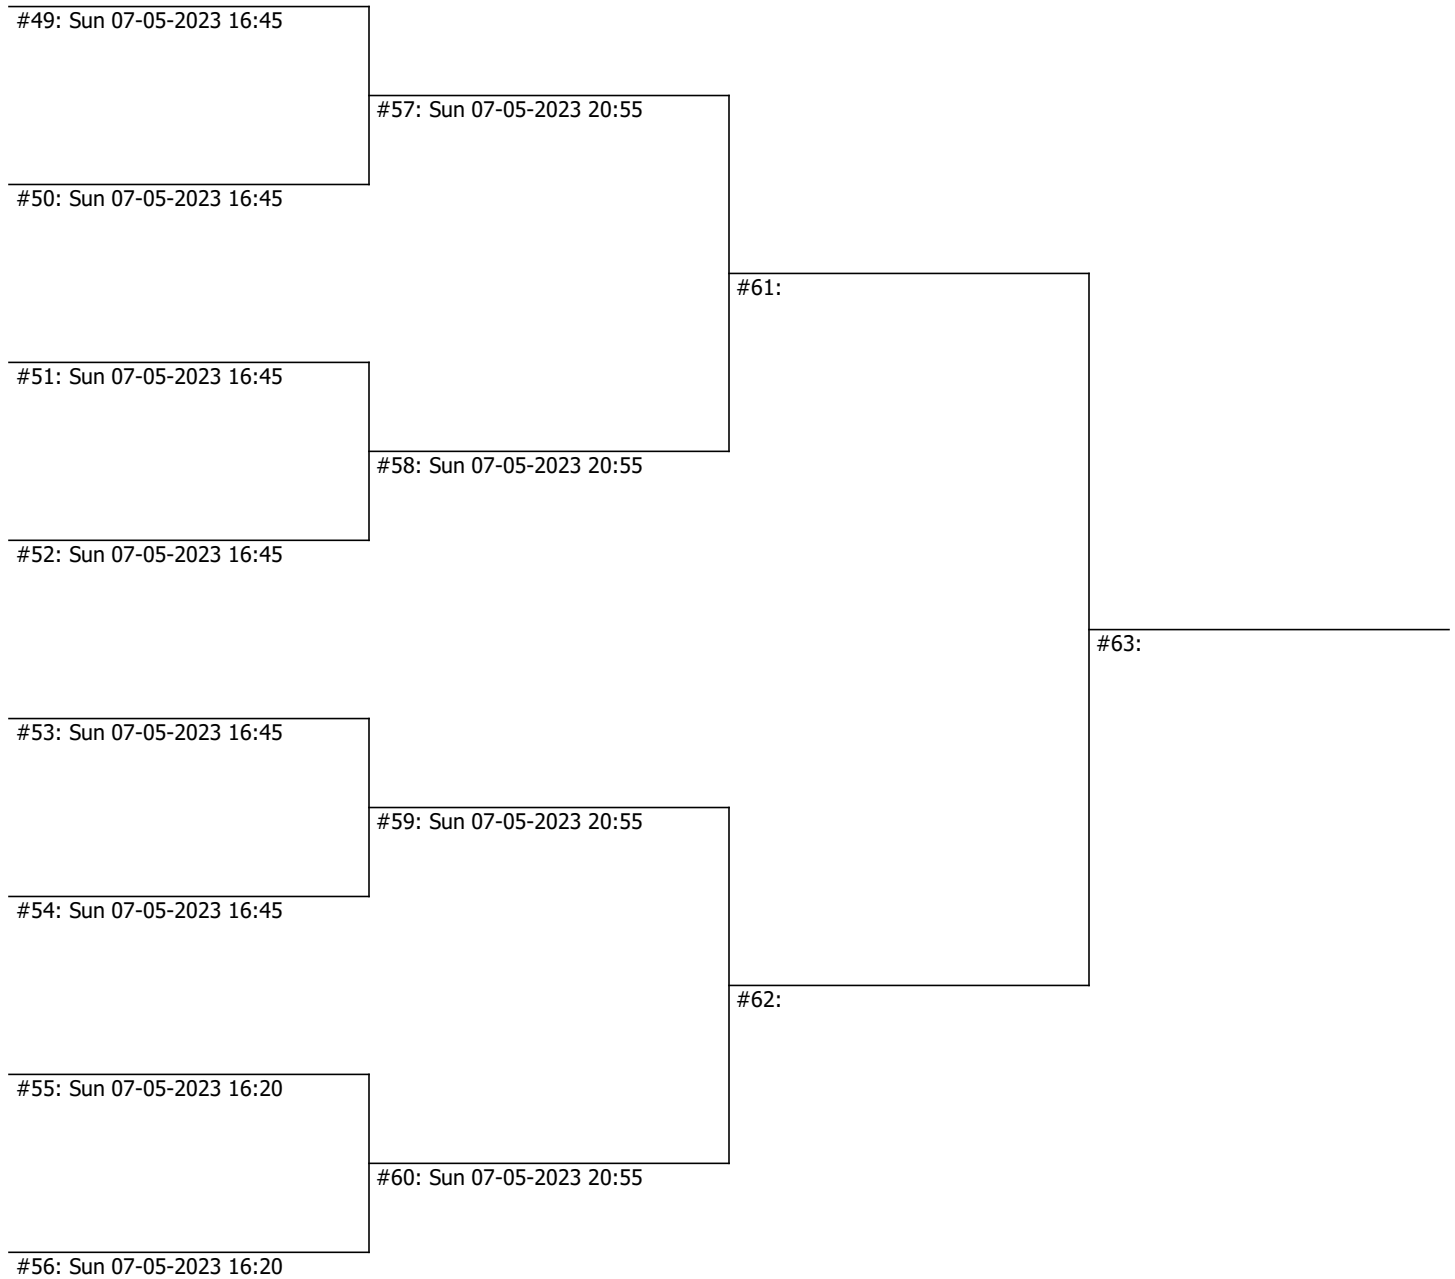 #49: Sun 07-05-2023 16:45
#57: Sun 07-05-2023 20:55
#50: Sun 07-05-2023 16:45
#61:
#51: Sun 07-05-2023 16:45
#58: Sun 07-05-2023 20:55
#52: Sun 07-05-2023 16:45
#63:
#53: Sun 07-05-2023 16:45
#59: Sun 07-05-2023 20:55
#54: Sun 07-05-2023 16:45
#62:
#55: Sun 07-05-2023 16:20
#60: Sun 07-05-2023 20:55
#56: Sun 07-05-2023 16:20